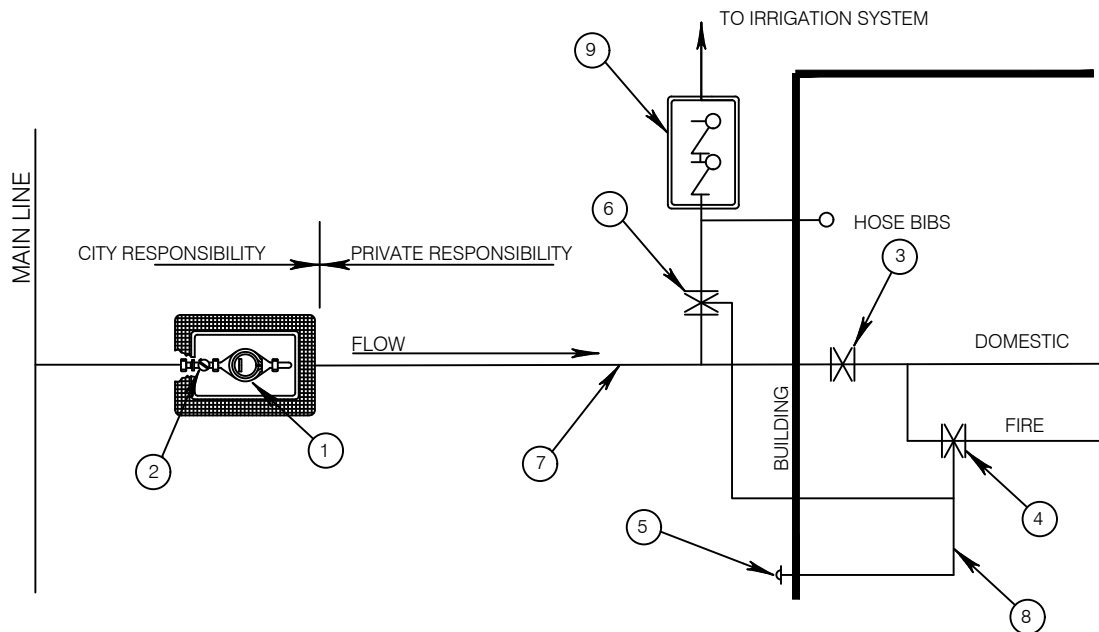 TO IRRIGATION SYSTEM
9
MAIN LINE
6
HOSE BIBS
CITY RESPONSIBILITY
PRIVATE RESPONSIBILITY
3
FLOW
DOMESTIC
BUILDING
FIRE
1
2
7
5
4
8